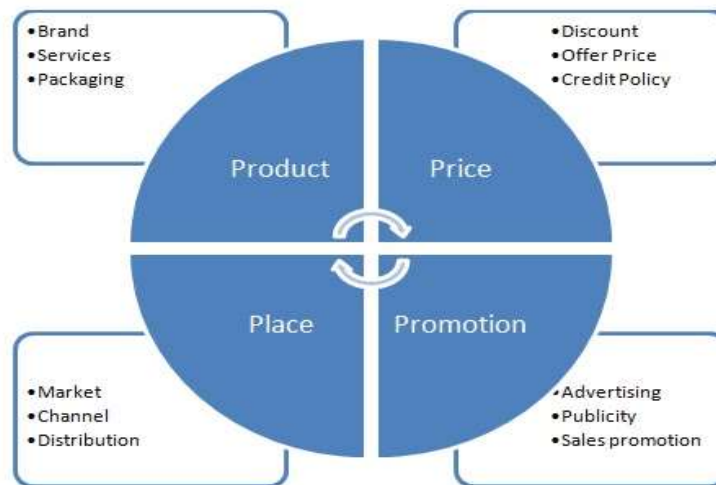 •Brand
•Services
•Packaging
•Discount
•Offer Price
•Credit Policy
Product
Price
Place
Promotion
•Market
•Channel
•Distribution
•Advertising
•Publicity
•Sales promotion